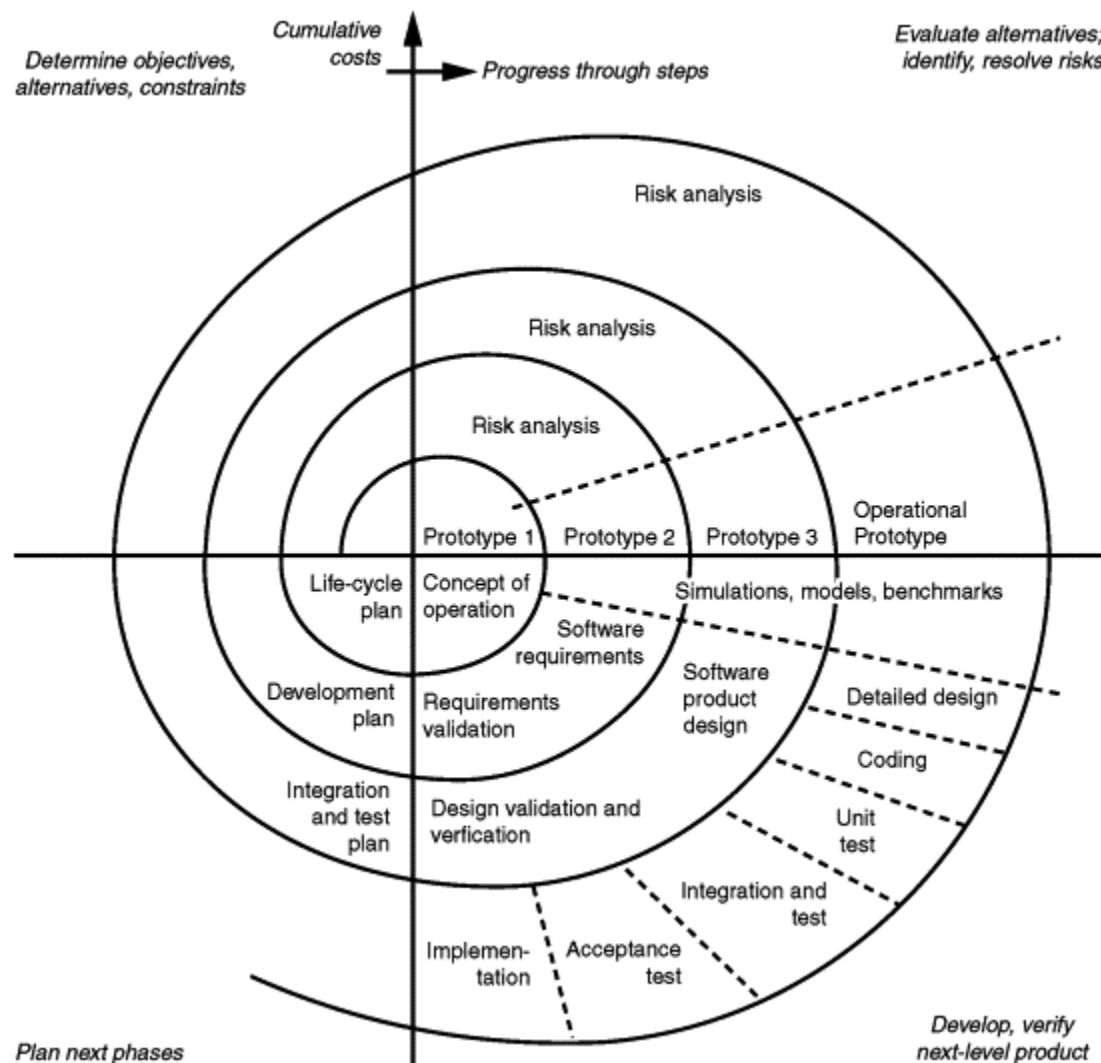 Cumulative
costs
Determine objectives,
alternatives, constraints
Progress through steps
Evaluate alternatives;
identify, resolve risks
Risk analysis
Risk analysis
Risk analysis
Operational
Prototype
Prototype 1
Prototype 2
Prototype 3
Life-cycle
plan
Concept of
operation
Simulations, models, benchmarks
Software
requirements
Software
product
design
Detailed design
Development
plan
Requirements
validation
Coding
Integration
and test
plan
Design validation and
verfication
Unit
test
Integration and
test
Implemen-
tation
Acceptance
test
Plan next phases
Develop, verify
next-level product